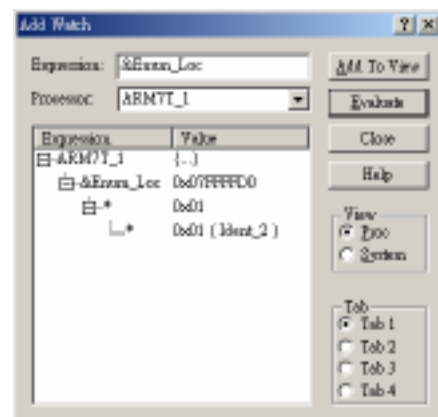 Add Watch
Expression: &Enum_Loc
Processor: ARM7T_1
Expression Value
ARM7T_1 {...}
&Enum_Loc 0x07FFFFD0
* 0x01
* 0x01 ( Ident_2 )
Add To View
Evaluate
Close
Help
View
Proc
System
Tab
Tab 1
Tab 2
Tab 3
Tab 4